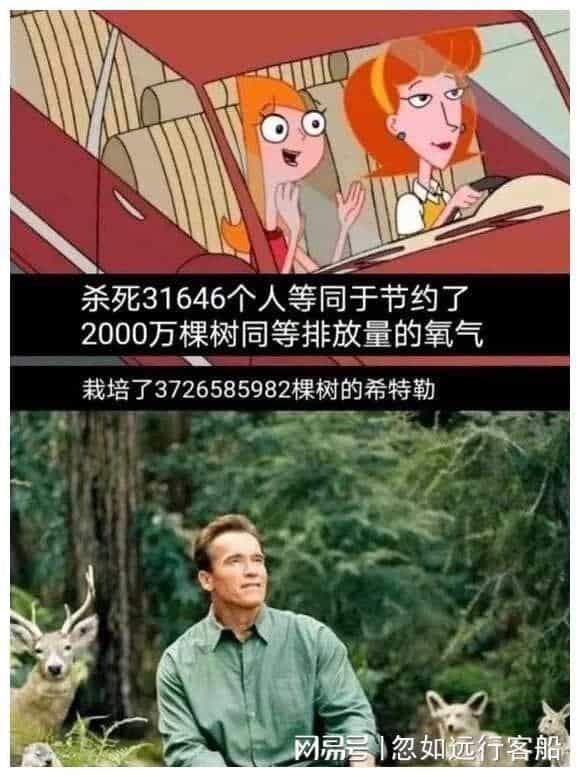 杀死31646个人等同于节约了
2000万棵树同等排放量的氧气
栽培了3726585982棵树的希特勒
网易号 | 忽如远行客船